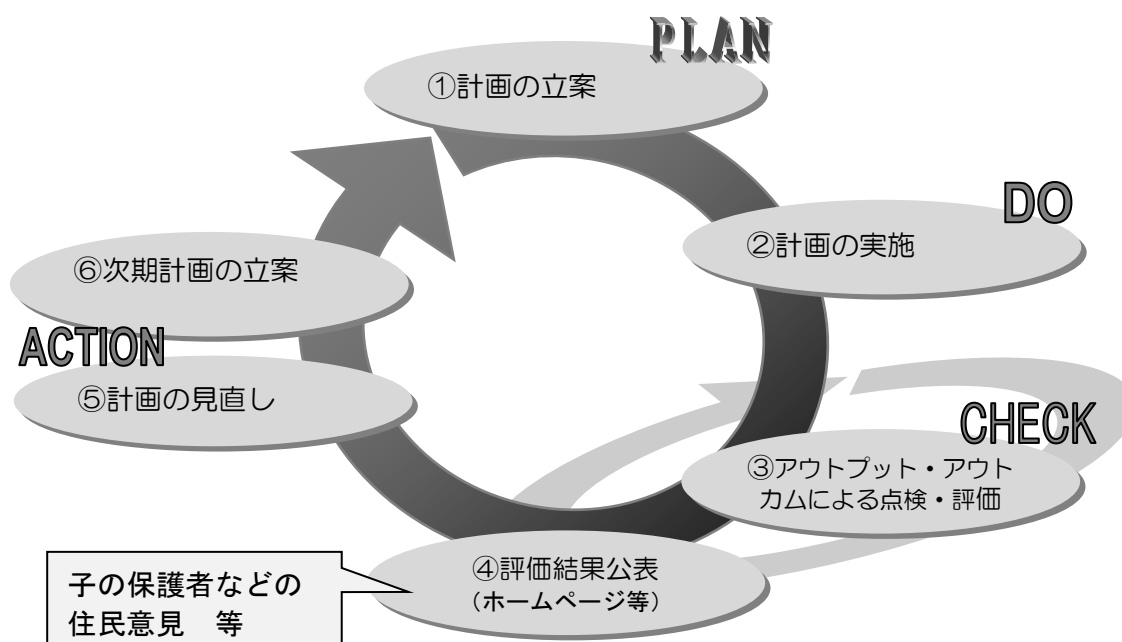 PLAN
①計画の立案
DO
②計画の実施
CHECK
③アウトプット・アウト
カムによる点検・評価
④評価結果公表
（ホームページ等）
子の保護者などの
住民意見　等
ACTION
⑤計画の見直し
⑥次期計画の立案